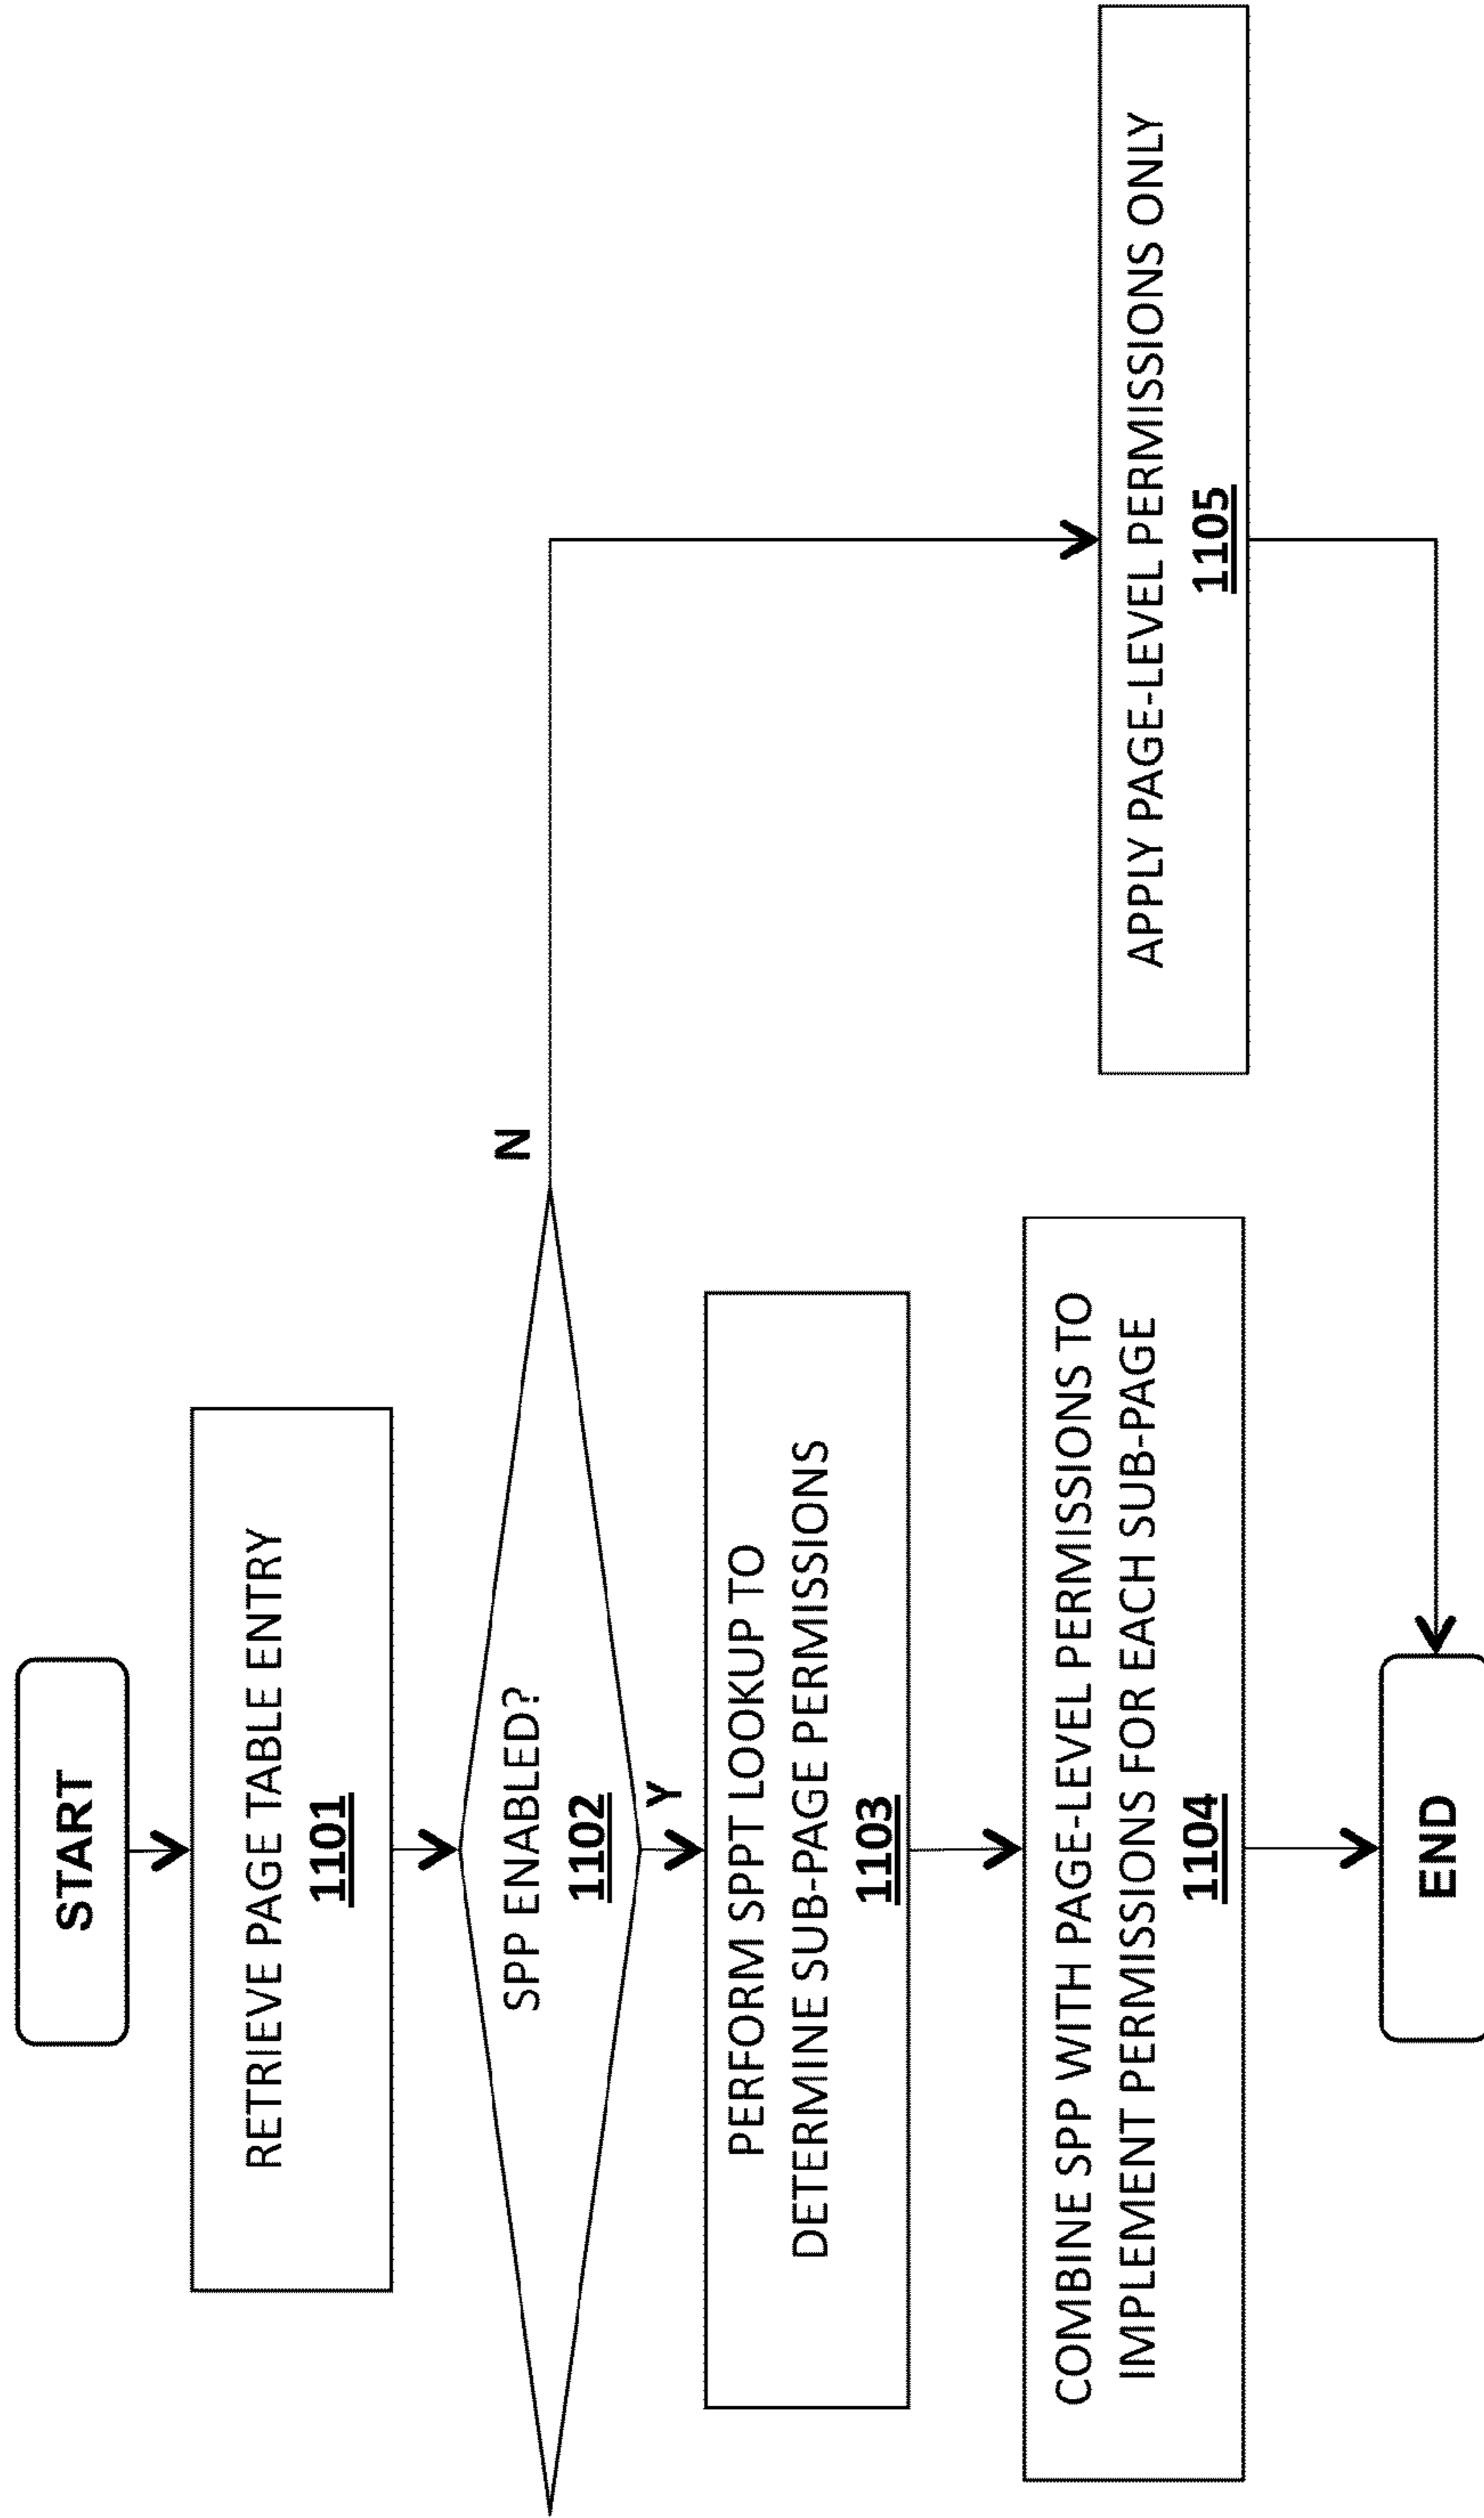 START
RETRIEVE PAGE TABLE ENTRY
1101
SPP ENABLED?
1102
N
Y
PERFORM SPPT LOOKUP TO
DETERMINE SUB-PAGE PERMISSIONS
1103
COMBINE SPP WITH PAGE-LEVEL PERMISSIONS TO
IMPLEMENT PERMISSIONS FOR EACH SUB-PAGE
1104
APPLY PAGE-LEVEL PERMISSIONS ONLY
1105
END